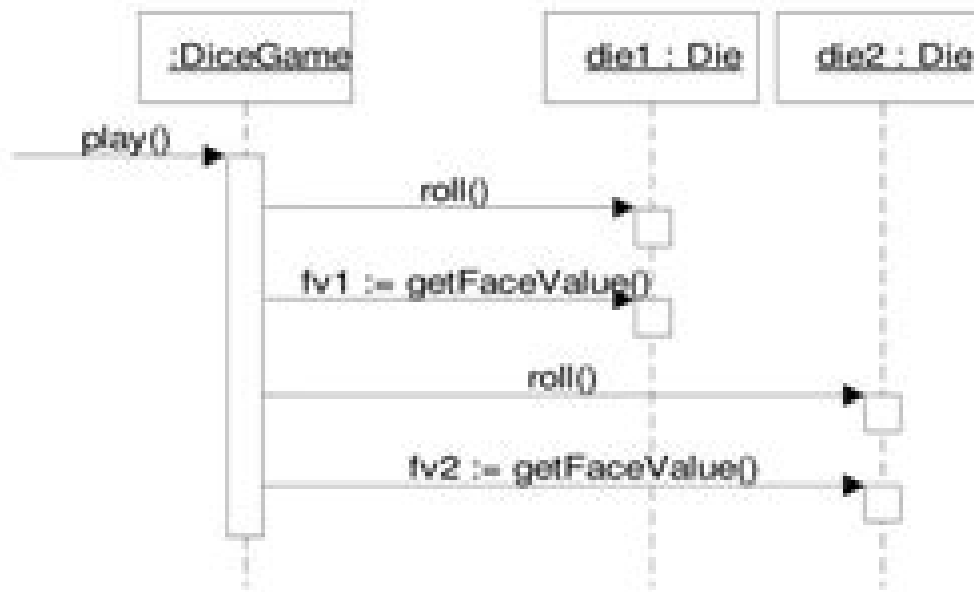 :DiceGame
die1 : Die
die2 : Die
play()
roll()
fv1 := getFaceValue()
roll()
fv2 := getFaceValue()